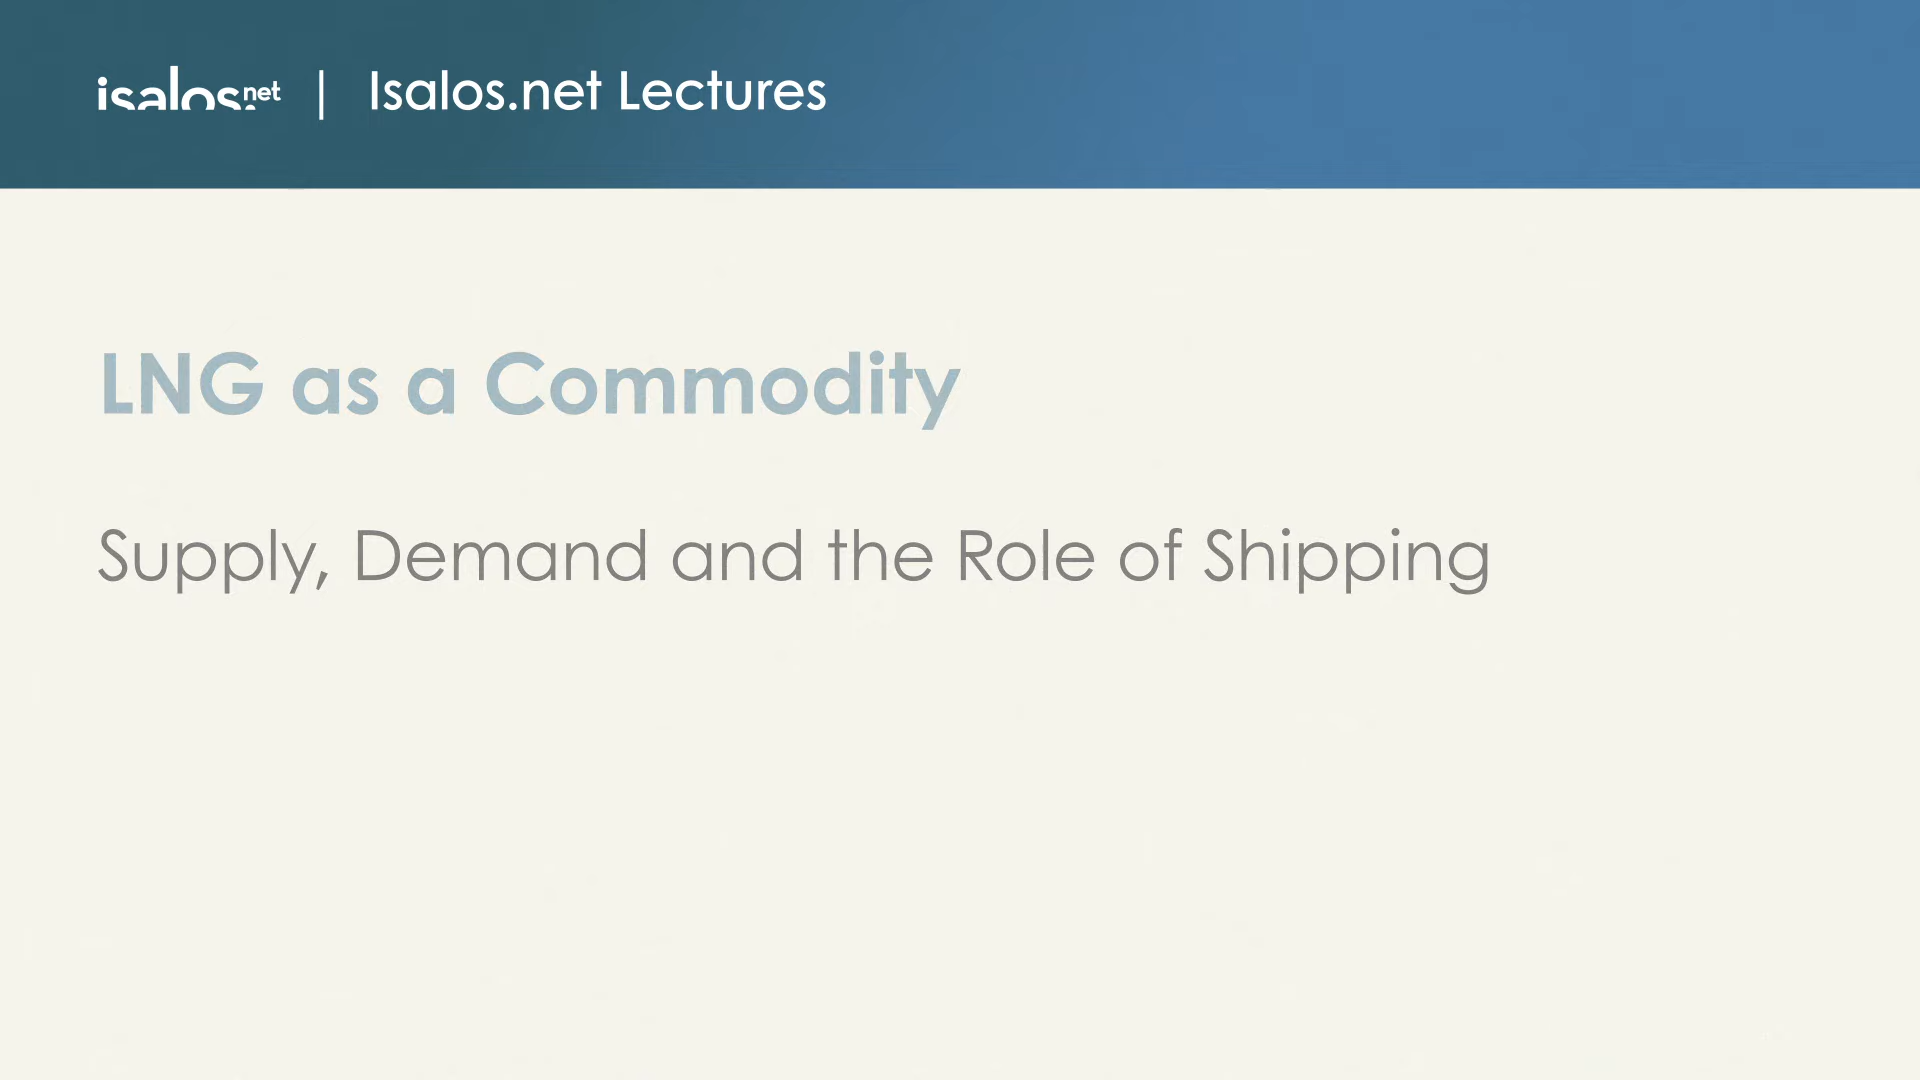 isalos.net | Isalos.net Lectures
LNG as a Commodity
Supply, Demand and the Role of Shipping